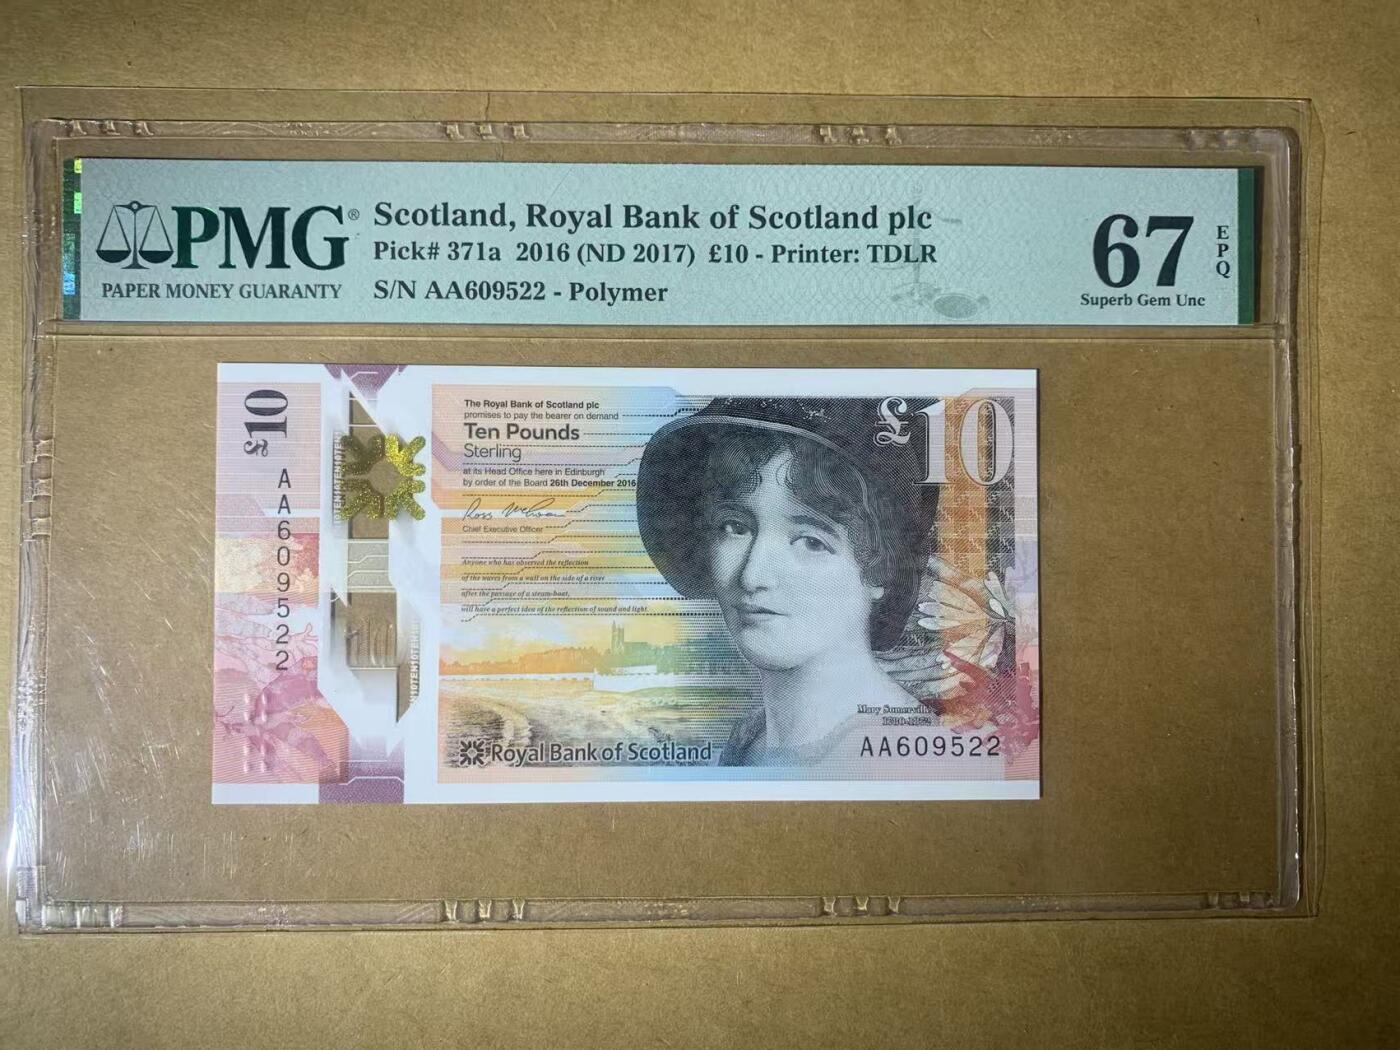 PMG®
PAPER MONEY GUARANTY
Scotland, Royal Bank of Scotland plc
Pick# 371a 2016 (ND 2017) £10 - Printer: TDLR
S/N AA609522 - Polymer
67
EPQ
Superb Gem Unc
£10
AA609522
The Royal Bank of Scotland plc
promises to pay the bearer on demand
Ten Pounds
Sterling
at its Head Office here in Edinburgh
by order of the Board 26th December 2016
Chief Executive Officer
Anyone who has observed the reflection
of the waves from a wall on the side of a river
after the passage of a steam-boat,
will have a perfect idea of the reflection of sound and light.
£10
Mary Somerville
1780-1872
Royal Bank of Scotland
AA609522